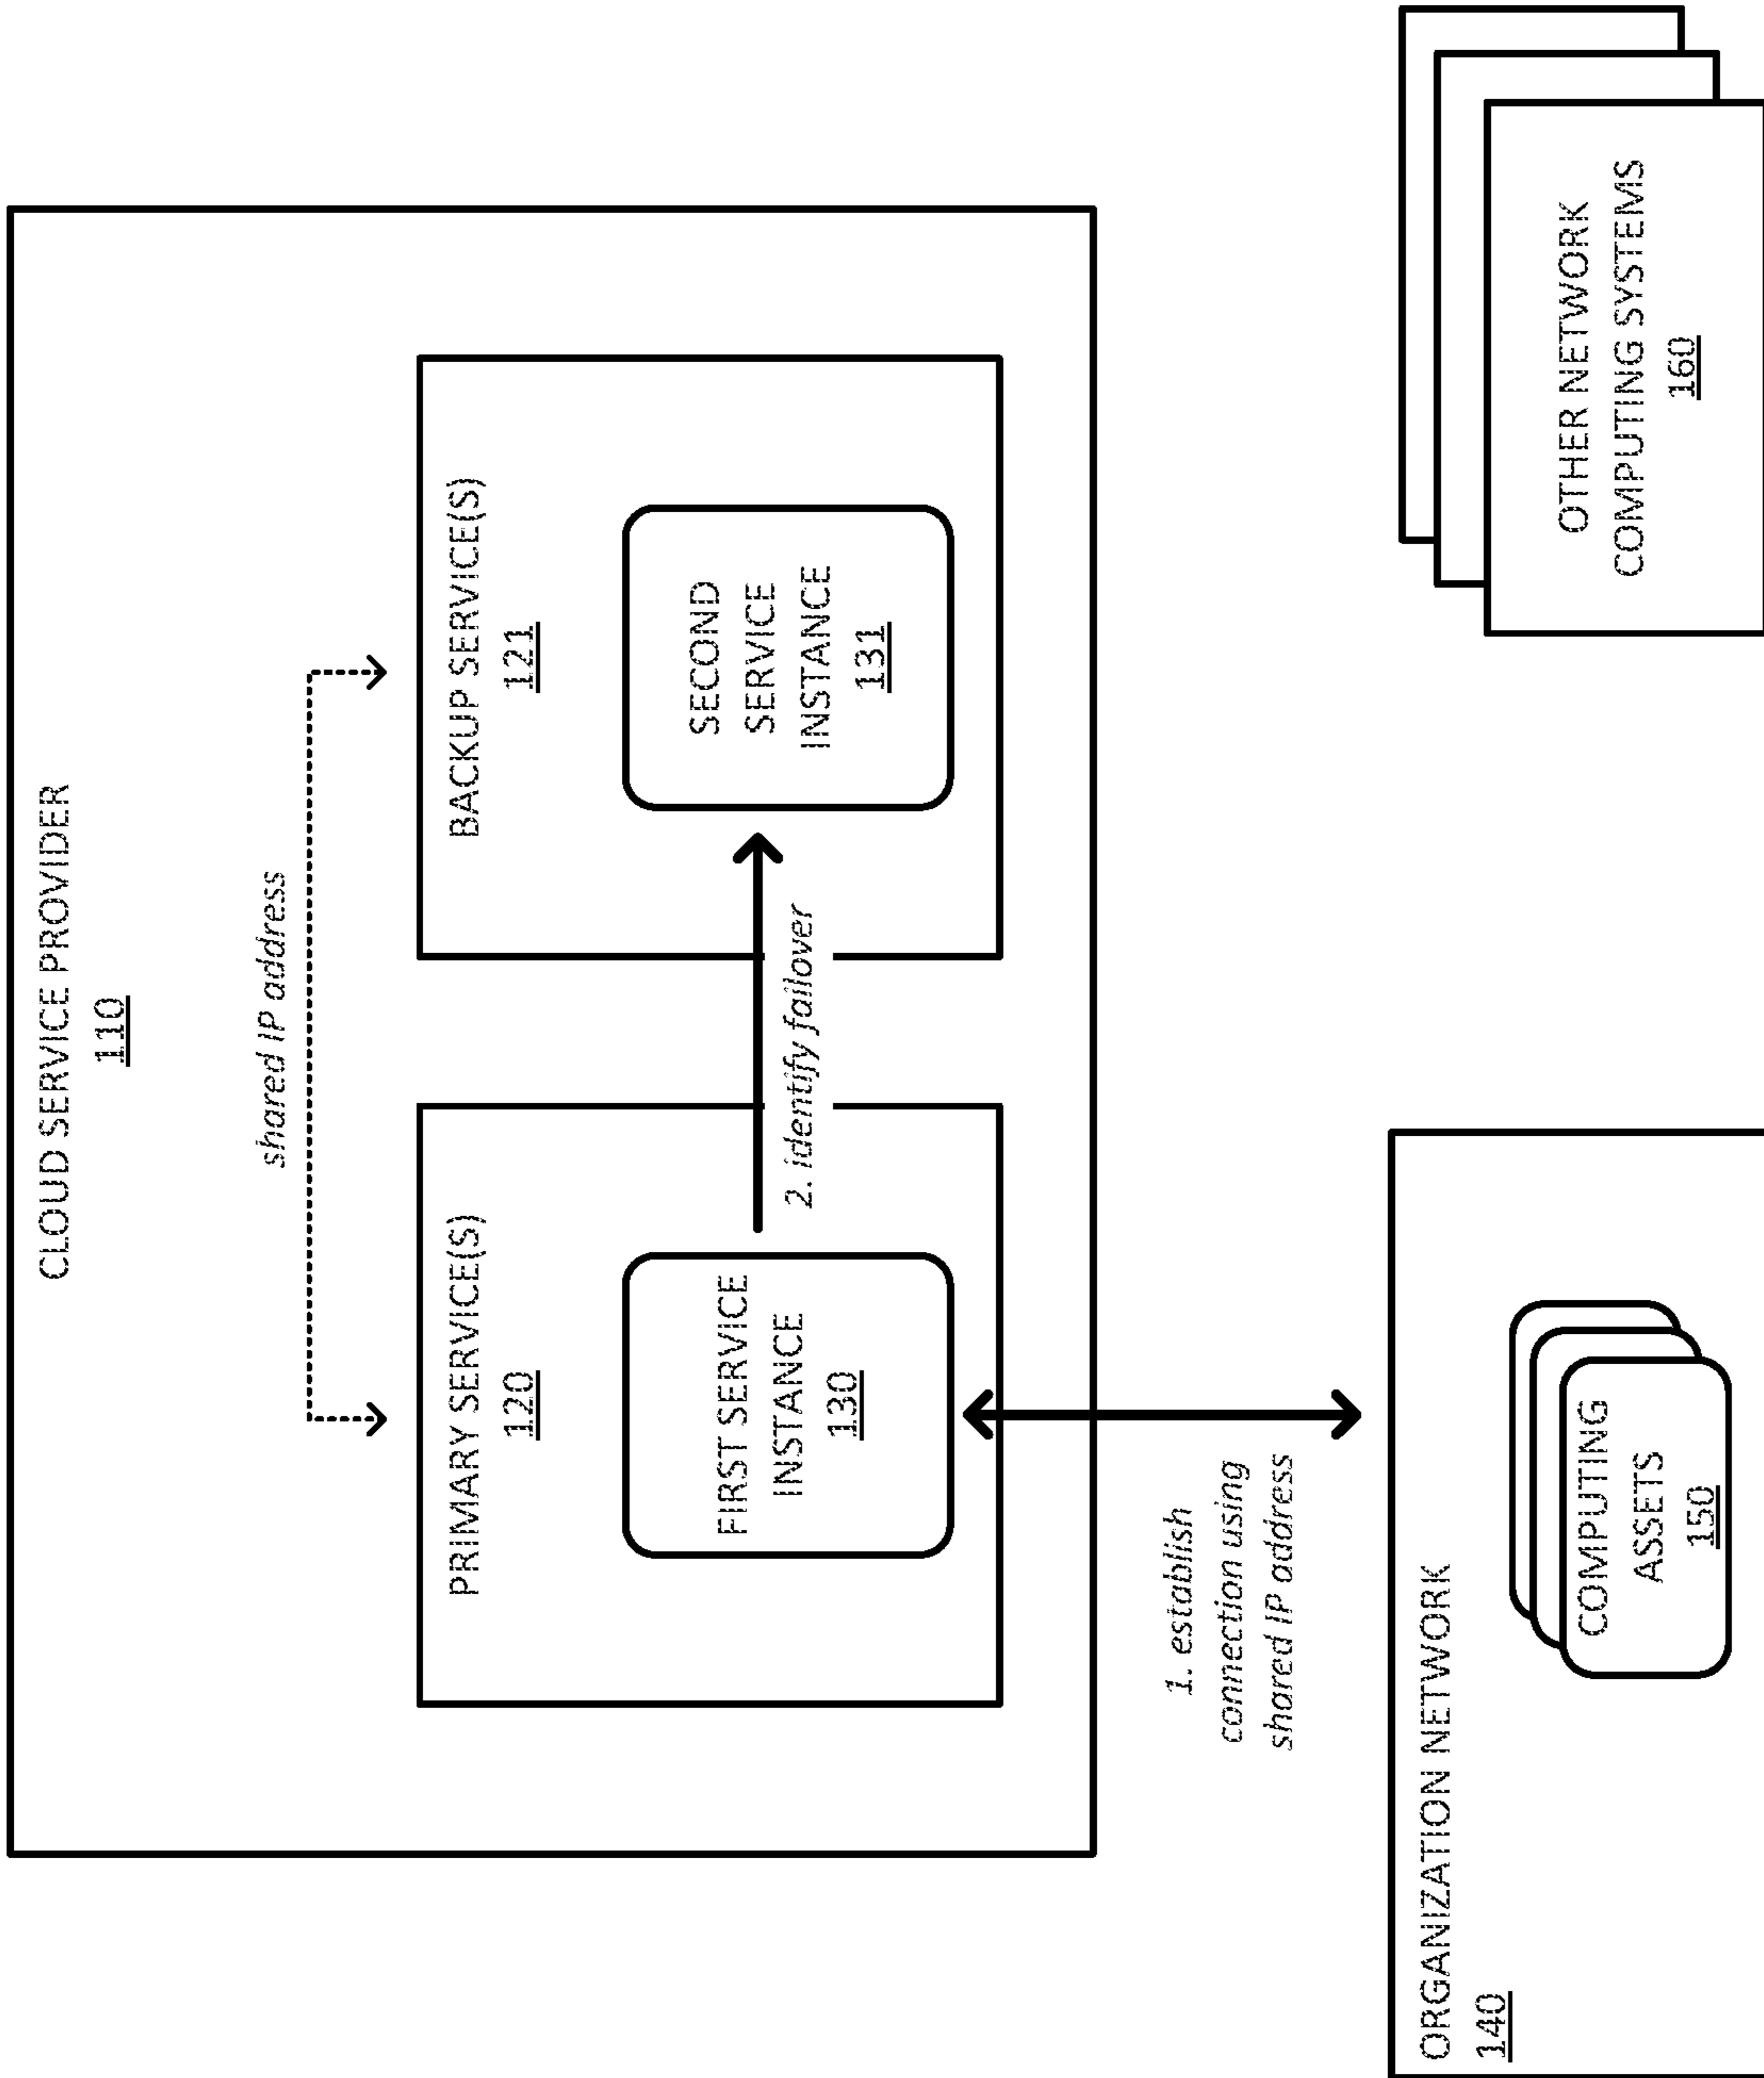 CLOUD SERVICE PROVIDER
110
shared IP address
PRIMARY SERVICE(S)
120
FIRST SERVICE
INSTANCE
130
2. identify failover
BACKUP SERVICE(S)
121
SECOND
SERVICE
INSTANCE
131
1. establish
connection using
shared IP address
ORGANIZATION NETWORK
140
COMPUTING
ASSETS
150
OTHER NETWORK
COMPUTING SYSTEMS
160